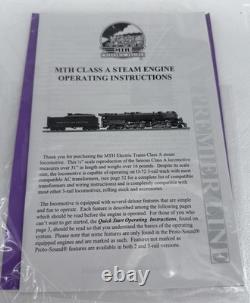 MTH
ELECTRIC TRAINS
MTH CLASS A STEAM ENGINE
OPERATING INSTRUCTIONS
PREMIER LINE
Thank you for purchasing the MTH Electric Trains Class A steam
locomotive. This ¼" scale reproduction of the famous Class A locomotive
measures over 31" in length and weighs over 16 pounds. Despite its scale
size, the locomotive is capable of operating on O-72 3-rail track with most
compatible AC transformers, (see page 32 for a complete list of compatible
transformers and wiring instructions) and is completely compatible with
most other 3-rail locomotives, rolling stock and accessories.
The locomotive is equipped with several deluxe features that are simple
and fun to operate. Each feature is described among the following pages
which should be read before the engine is operated. For those of you who
can't wait to get started, the Quick Start Operating Instructions, found on
page 3, should be read so that you understand the basics of the operating
system. Please note that some features are only found in the Proto-Sound®
equipped engines and are marked as such. Features not marked as
Proto-Sound® features are available in both 2 and 3-rail versions.